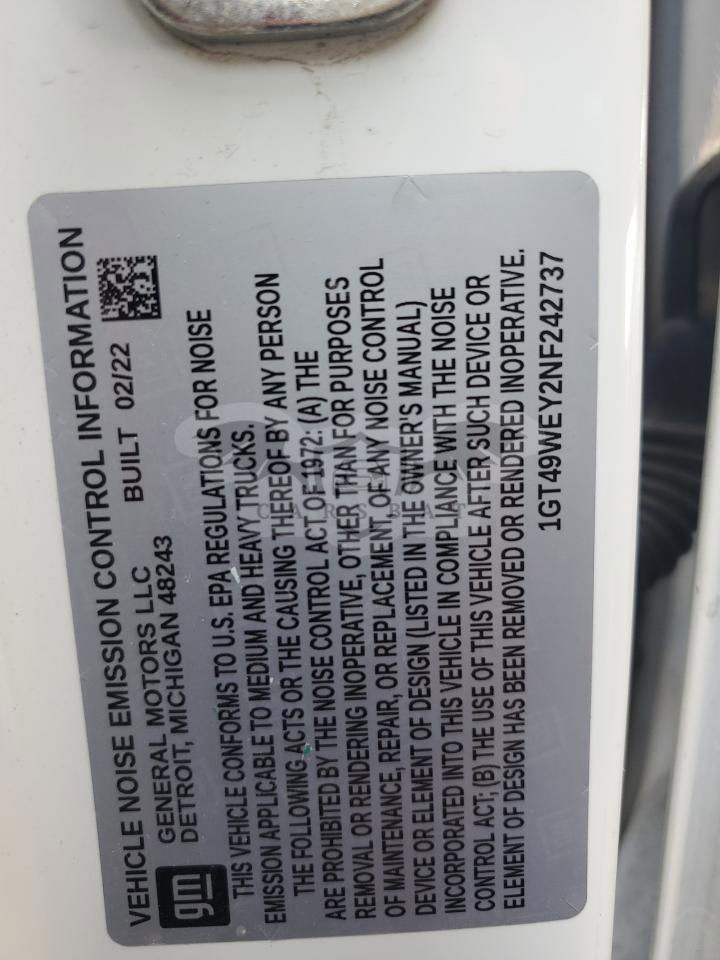 VEHICLE NOISE EMISSION CONTROL INFORMATION
gm
GENERAL MOTORS LLC BUILT 02/22
DETROIT, MICHIGAN 48243
THIS VEHICLE CONFORMS TO U.S. EPA REGULATIONS FOR NOISE
EMISSION APPLICABLE TO MEDIUM AND HEAVY TRUCKS.
THE FOLLOWING ACTS OR THE CAUSING THEREOF BY ANY PERSON
ARE PROHIBITED BY THE NOISE CONTROL ACT OF 1972: (A) THE
REMOVAL OR RENDERING INOPERATIVE, OTHER THAN FOR PURPOSES
OF MAINTENANCE, REPAIR, OR REPLACEMENT OF ANY NOISE CONTROL
DEVICE OR ELEMENT OF DESIGN (LISTED IN THE OWNER'S MANUAL)
INCORPORATED INTO THIS VEHICLE IN COMPLIANCE WITH THE NOISE
CONTROL ACT; (B) THE USE OF THIS VEHICLE AFTER SUCH DEVICE OR
ELEMENT OF DESIGN HAS BEEN REMOVED OR RENDERED INOPERATIVE.
1GT49WEY2NF242737
CARSBAT